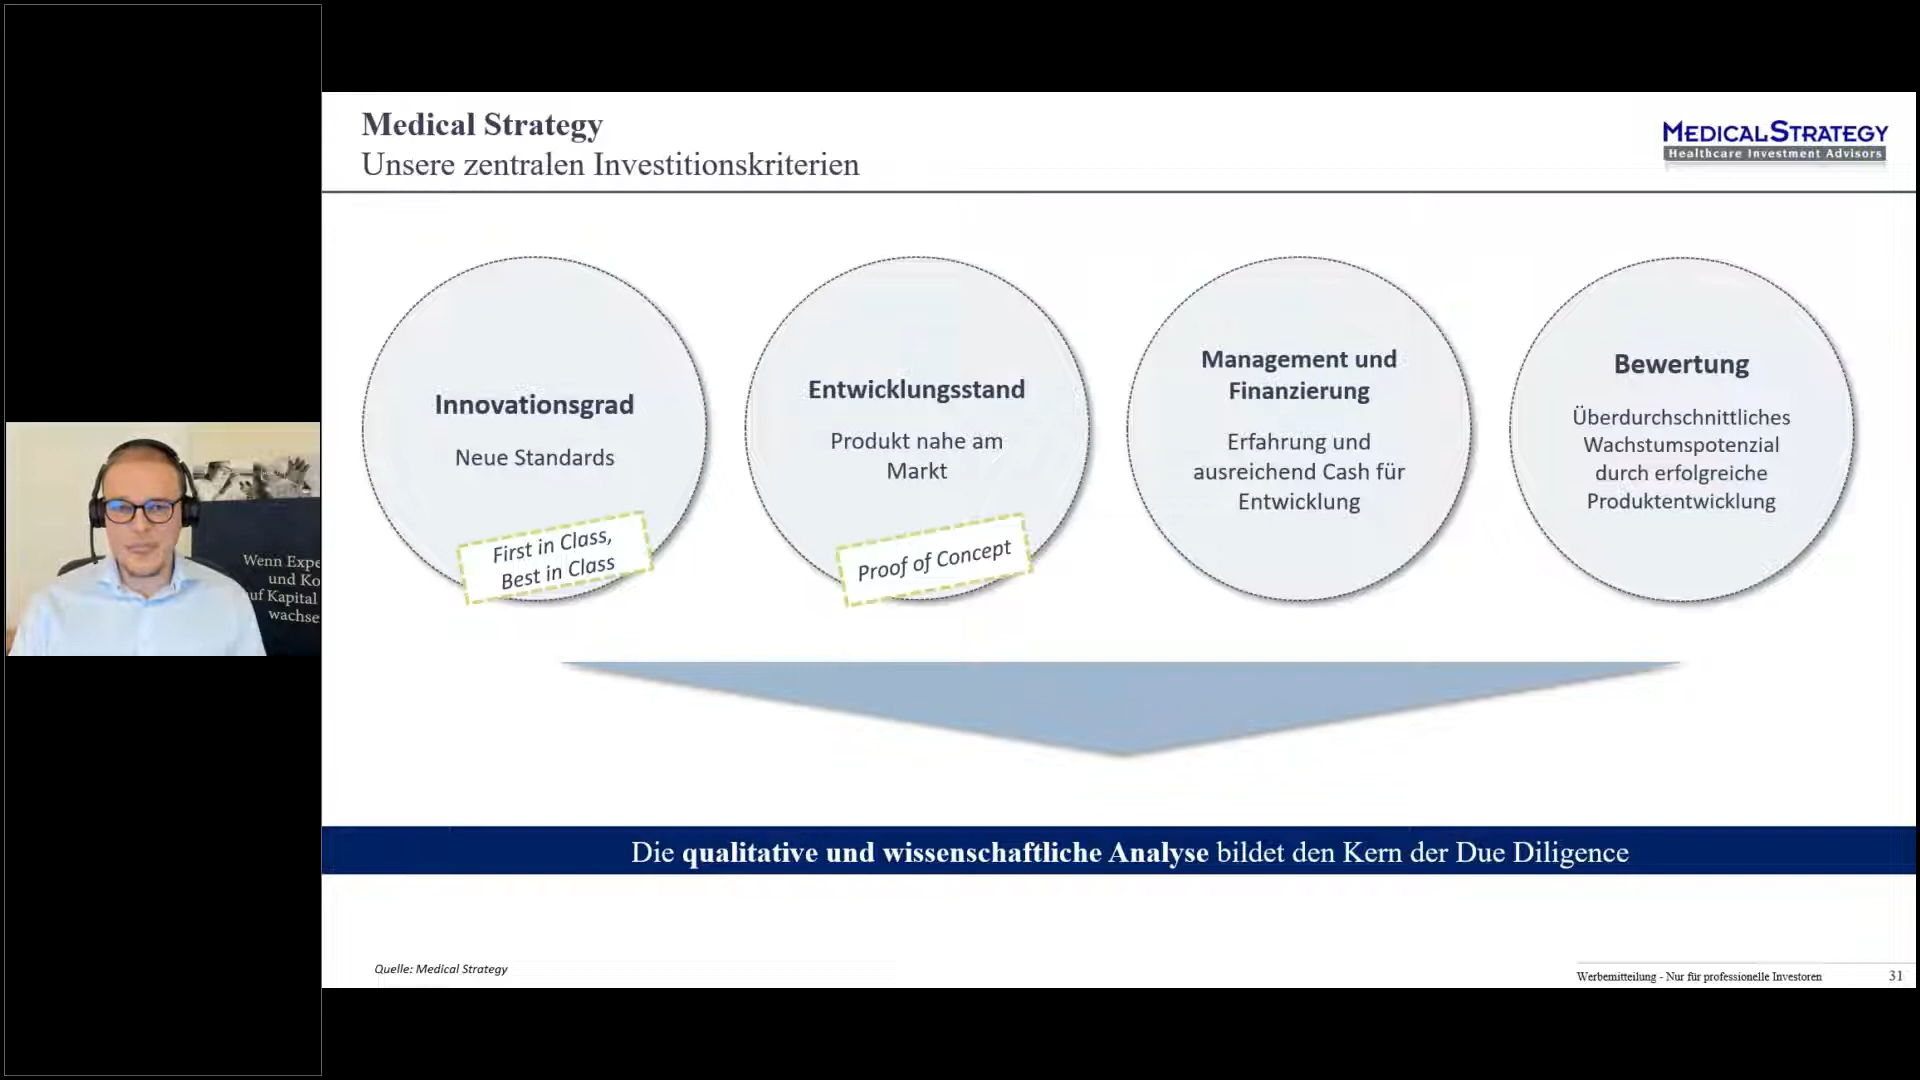 Medical Strategy
Unsere zentralen Investitionskriterien
MEDICALSTRATEGY
Healthcare Investment Advisors
Innovationsgrad
Neue Standards
First in Class,
Best in Class
Entwicklungsstand
Produkt nahe am
Markt
Proof of Concept
Management und
Finanzierung
Erfahrung und
ausreichend Cash für
Entwicklung
Bewertung
Überdurchschnittliches
Wachstumspotenzial
durch erfolgreiche
Produktentwicklung
Wenn Expe
und Ko
uf Kapital
wachse
Die qualitative und wissenschaftliche Analyse bildet den Kern der Due Diligence
Quelle: Medical Strategy
Werbemitteilung - Nur für professionelle Investoren
31